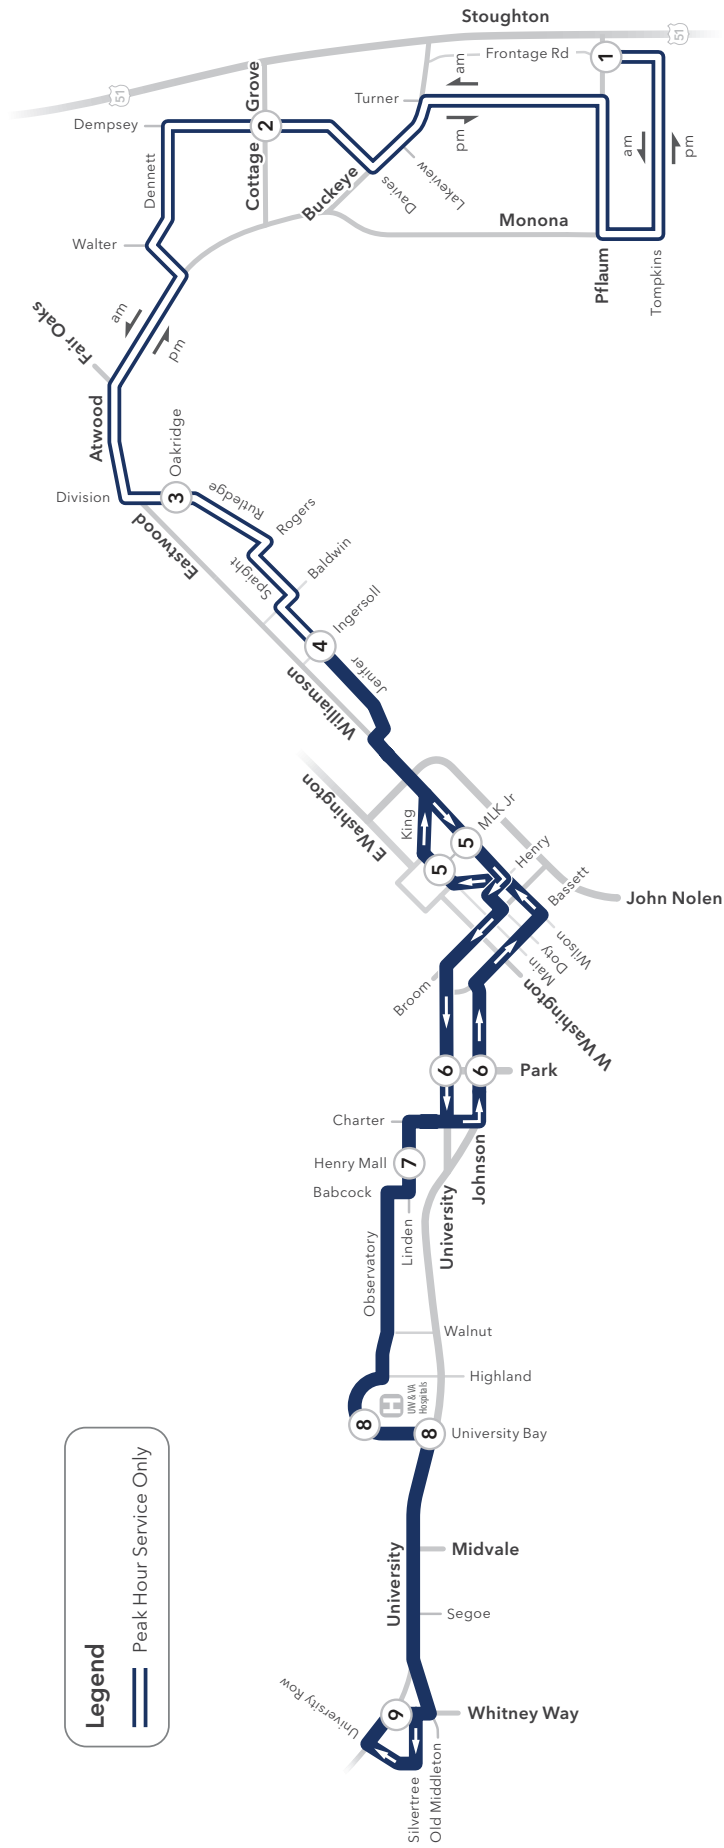 Stoughton
51
Frontage Rd
1
am
51
Grove
Turner
Dempsey
2
pm
am
pm
Cottage
Dennett
Lakeview
Davies
Buckeye
Monona
Walter
Pflaum
Tompkins
am
pm
Fair Oaks
Atwood
Oakridge
Division
3
Rutledge
Rogers
Eastwood
Spaight
Baldwin
Ingersoll
4
Jenifer
Williamson
E Washington
King
MLK Jr
5
5
Henry
Bassett
John Nolen
Wilson
Doty
Main
W Washington
Broom
6
6
Park
Charter
Henry Mall
7
Johnson
Babcock
University
Linden
Observatory
Walnut
Highland
H
UW & VA
Hospitals
8
8
University Bay
University
Midvale
Segoe
University Row
9
Whitney Way
Silvertree
Old Middleton
Legend
Peak Hour Service Only